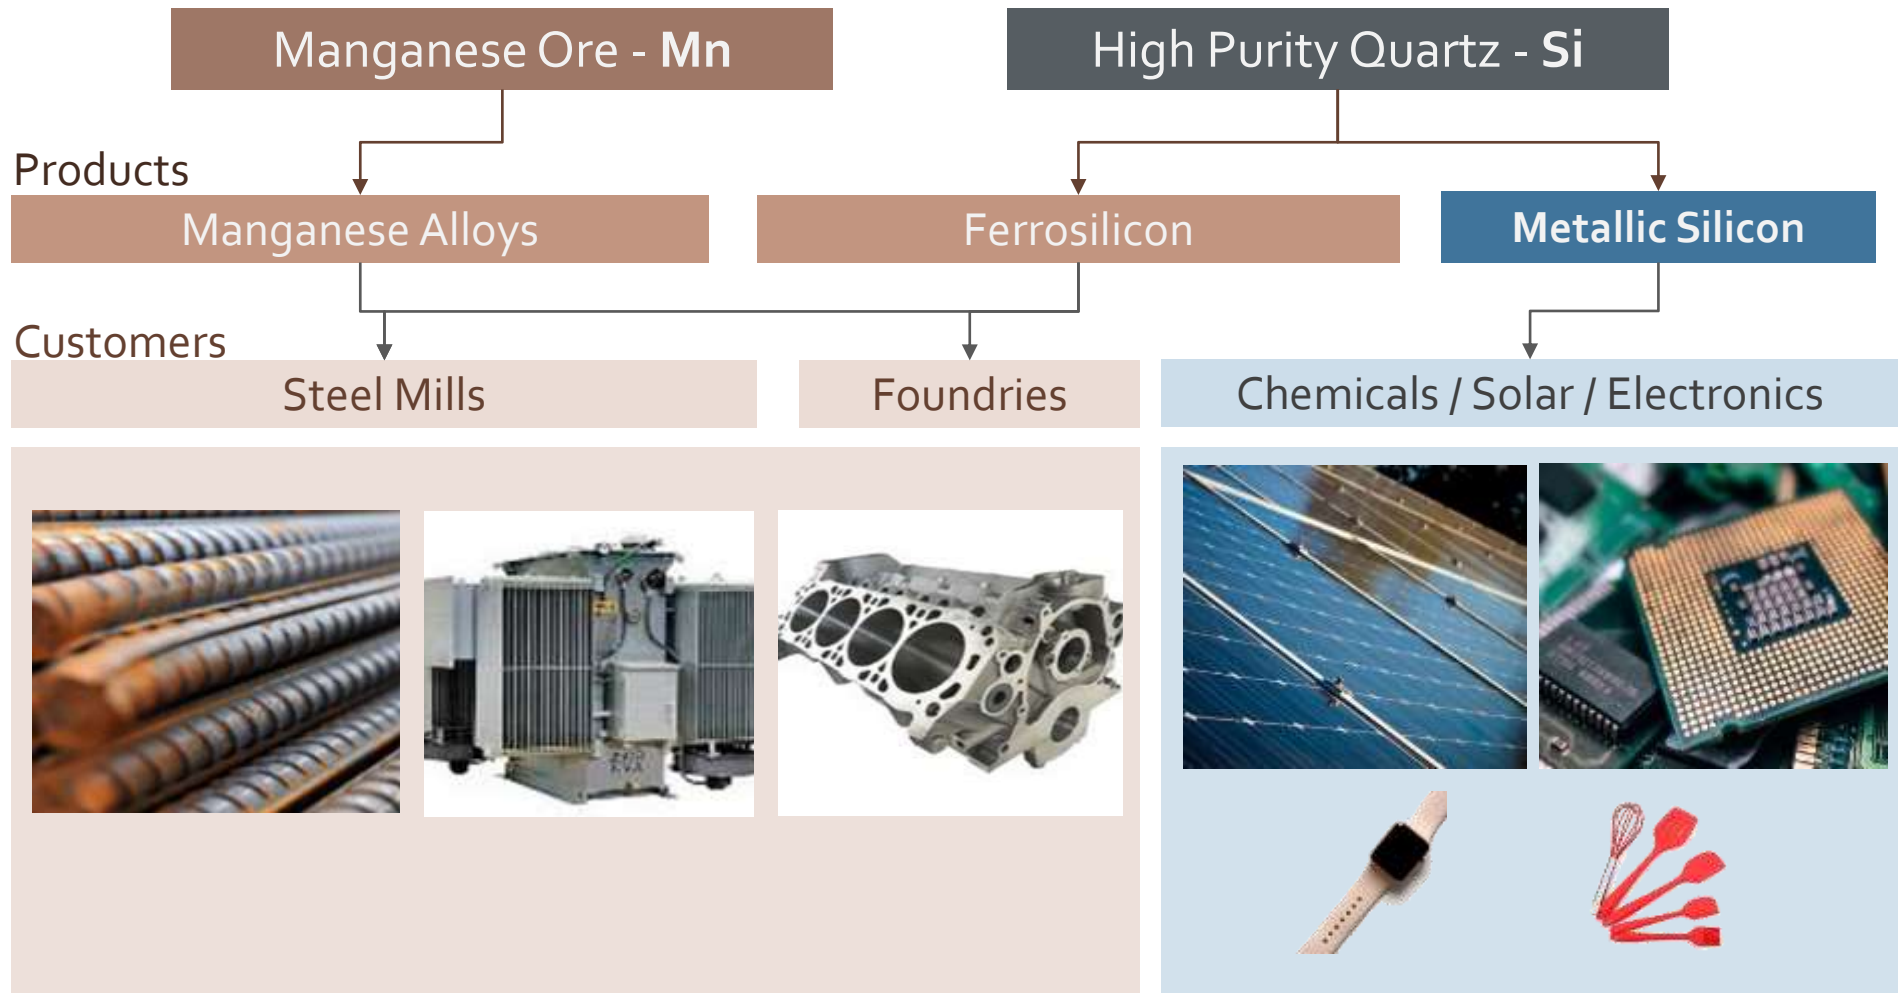 Manganese Ore - Mn
High Purity Quartz - Si
Products
Manganese Alloys
Ferrosilicon
Metallic Silicon
Customers
Steel Mills
Foundries
Chemicals / Solar / Electronics